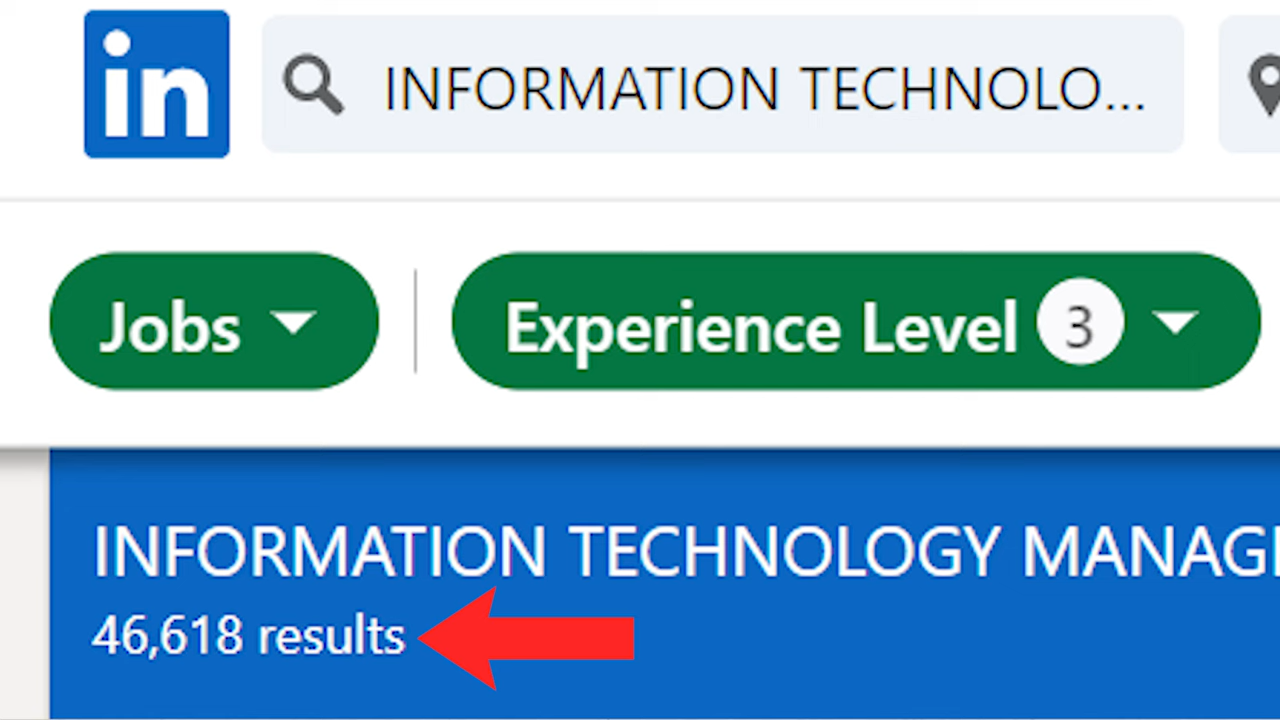 in
INFORMATION TECHNOLO...
Jobs
Experience Level 3
INFORMATION TECHNOLOGY MANAG
46,618 results